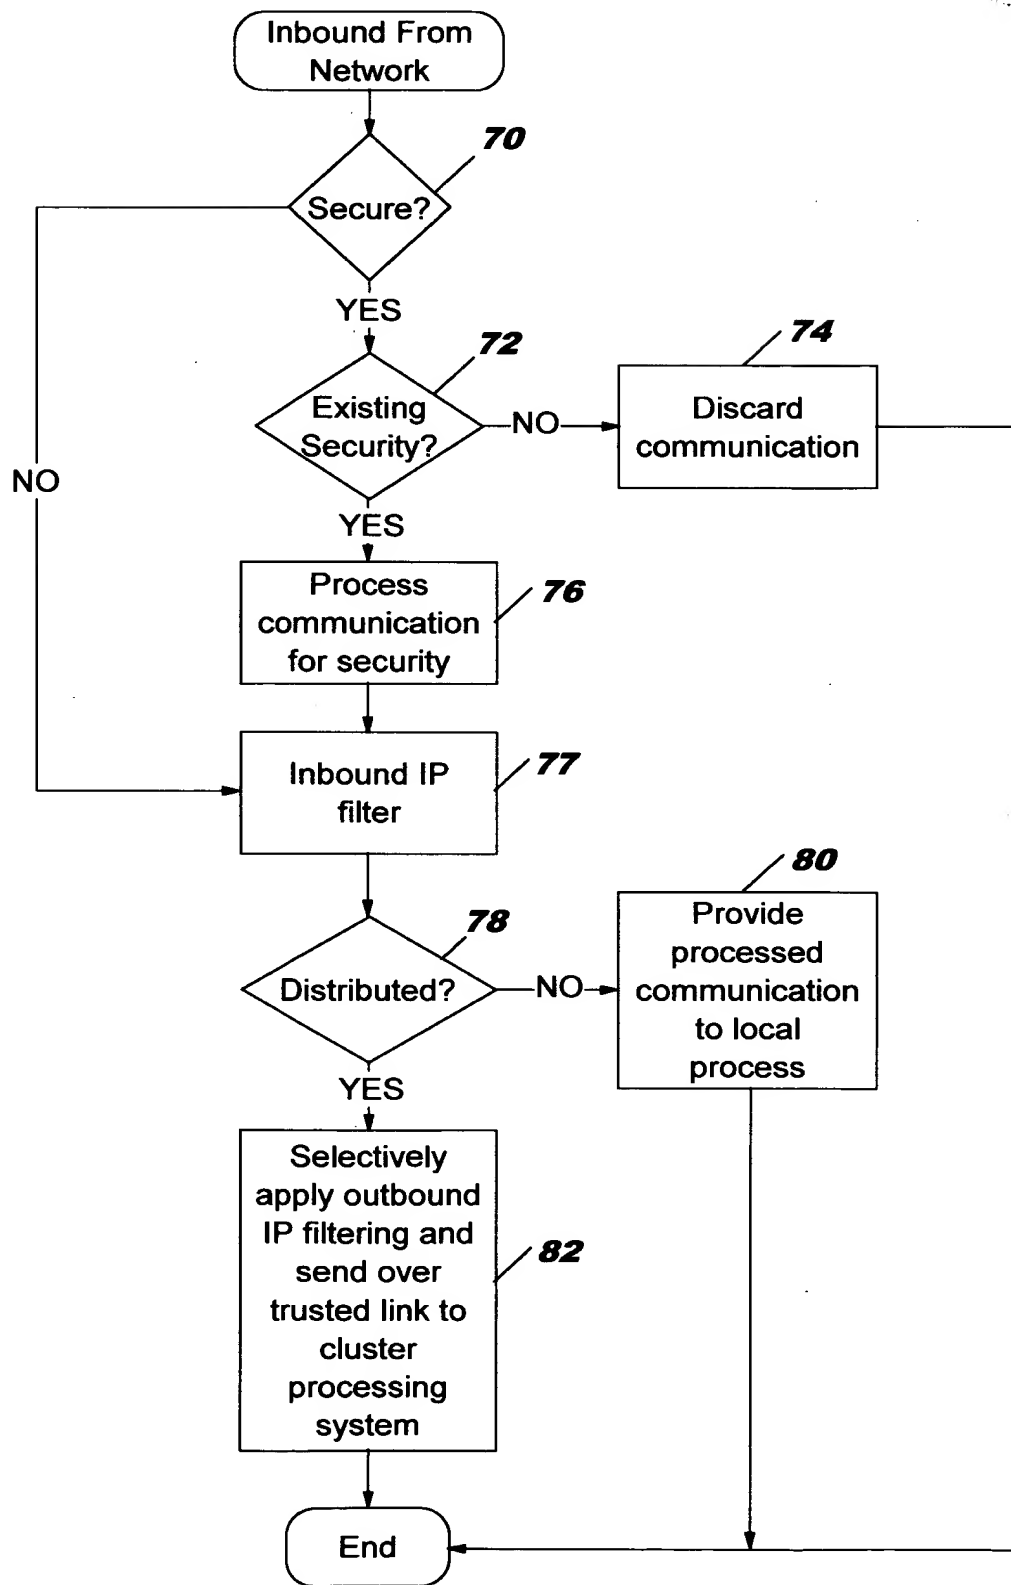 Inbound From
Network
70
Secure?
YES
72
74
Existing
Security?
NO
Discard
communication
NO
YES
Process
communication
for security
76
Inbound IP
filter
77
80
78
Distributed?
NO
Provide
processed
communication
to local
process
YES
Selectively
apply outbound
IP filtering and
send over
trusted link to
cluster
processing
system
82
End